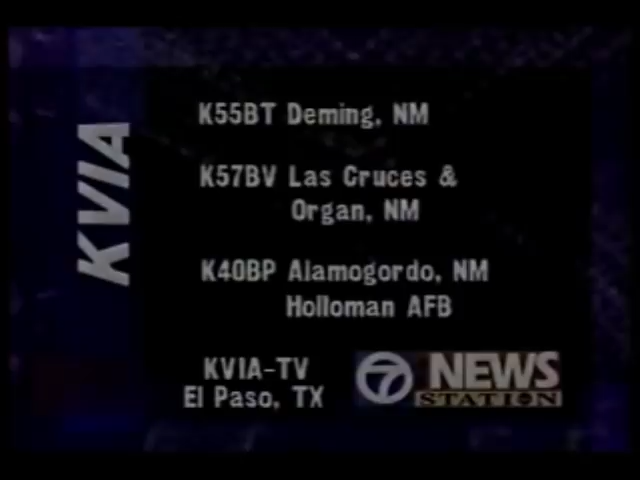 KVIA
K55BT Deming, NM
K57BV Las Cruces &
Organ, NM
K40BP Alamogordo, NM
Holloman AFB
KVIA-TV
El Paso, TX
7 NEWS
STATION